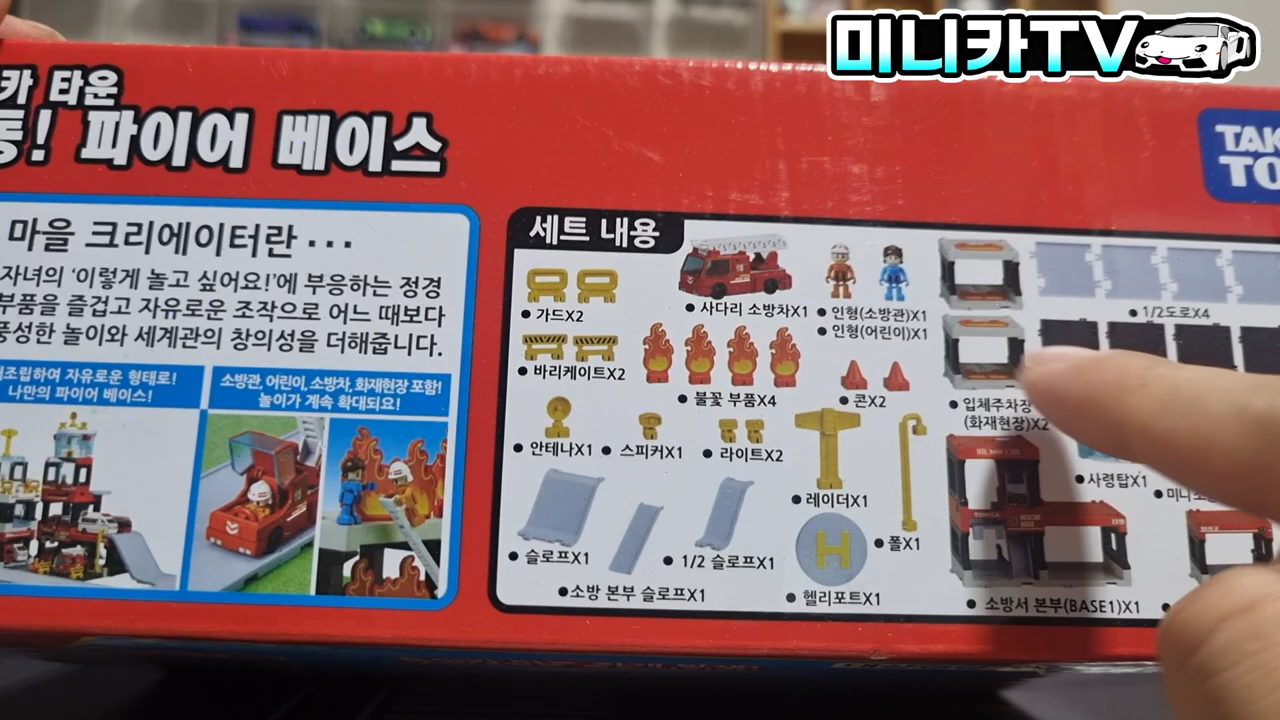 미니카TV
카 타운
동! 파이어 베이스
TAK
TO
마을 크리에이터란 ···
자녀의 ‘이렇게 놀고 싶어요!’에 부응하는 정경
부품을 즐겁고 자유로운 조작으로 어느 때보다
풍성한 놀이와 세계관의 창의성을 더해줍니다.
조립하여 자유로운 형태로!
나만의 파이어 베이스!
소방관, 어린이, 소방차, 화재현장 포함!
놀이가 계속 확대되요!
세트 내용
● 가드X2
● 사다리 소방차X1
● 인형(소방관)X1
● 인형(어린이)X1
● 1/2도로X4
● 바리케이트X2
● 불꽃 부품X4
● 콘X2
● 입체주차장
(화재현장)X2
● 안테나X1
● 스피커X1
● 라이트X2
● 레이더X1
● 폴X1
● 사령탑X1
● 미니
● 슬로프X1
● 1/2 슬로프X1
● 소방 본부 슬로프X1
● 헬리포트X1
H
● 소방서 본부(BASE1)X1